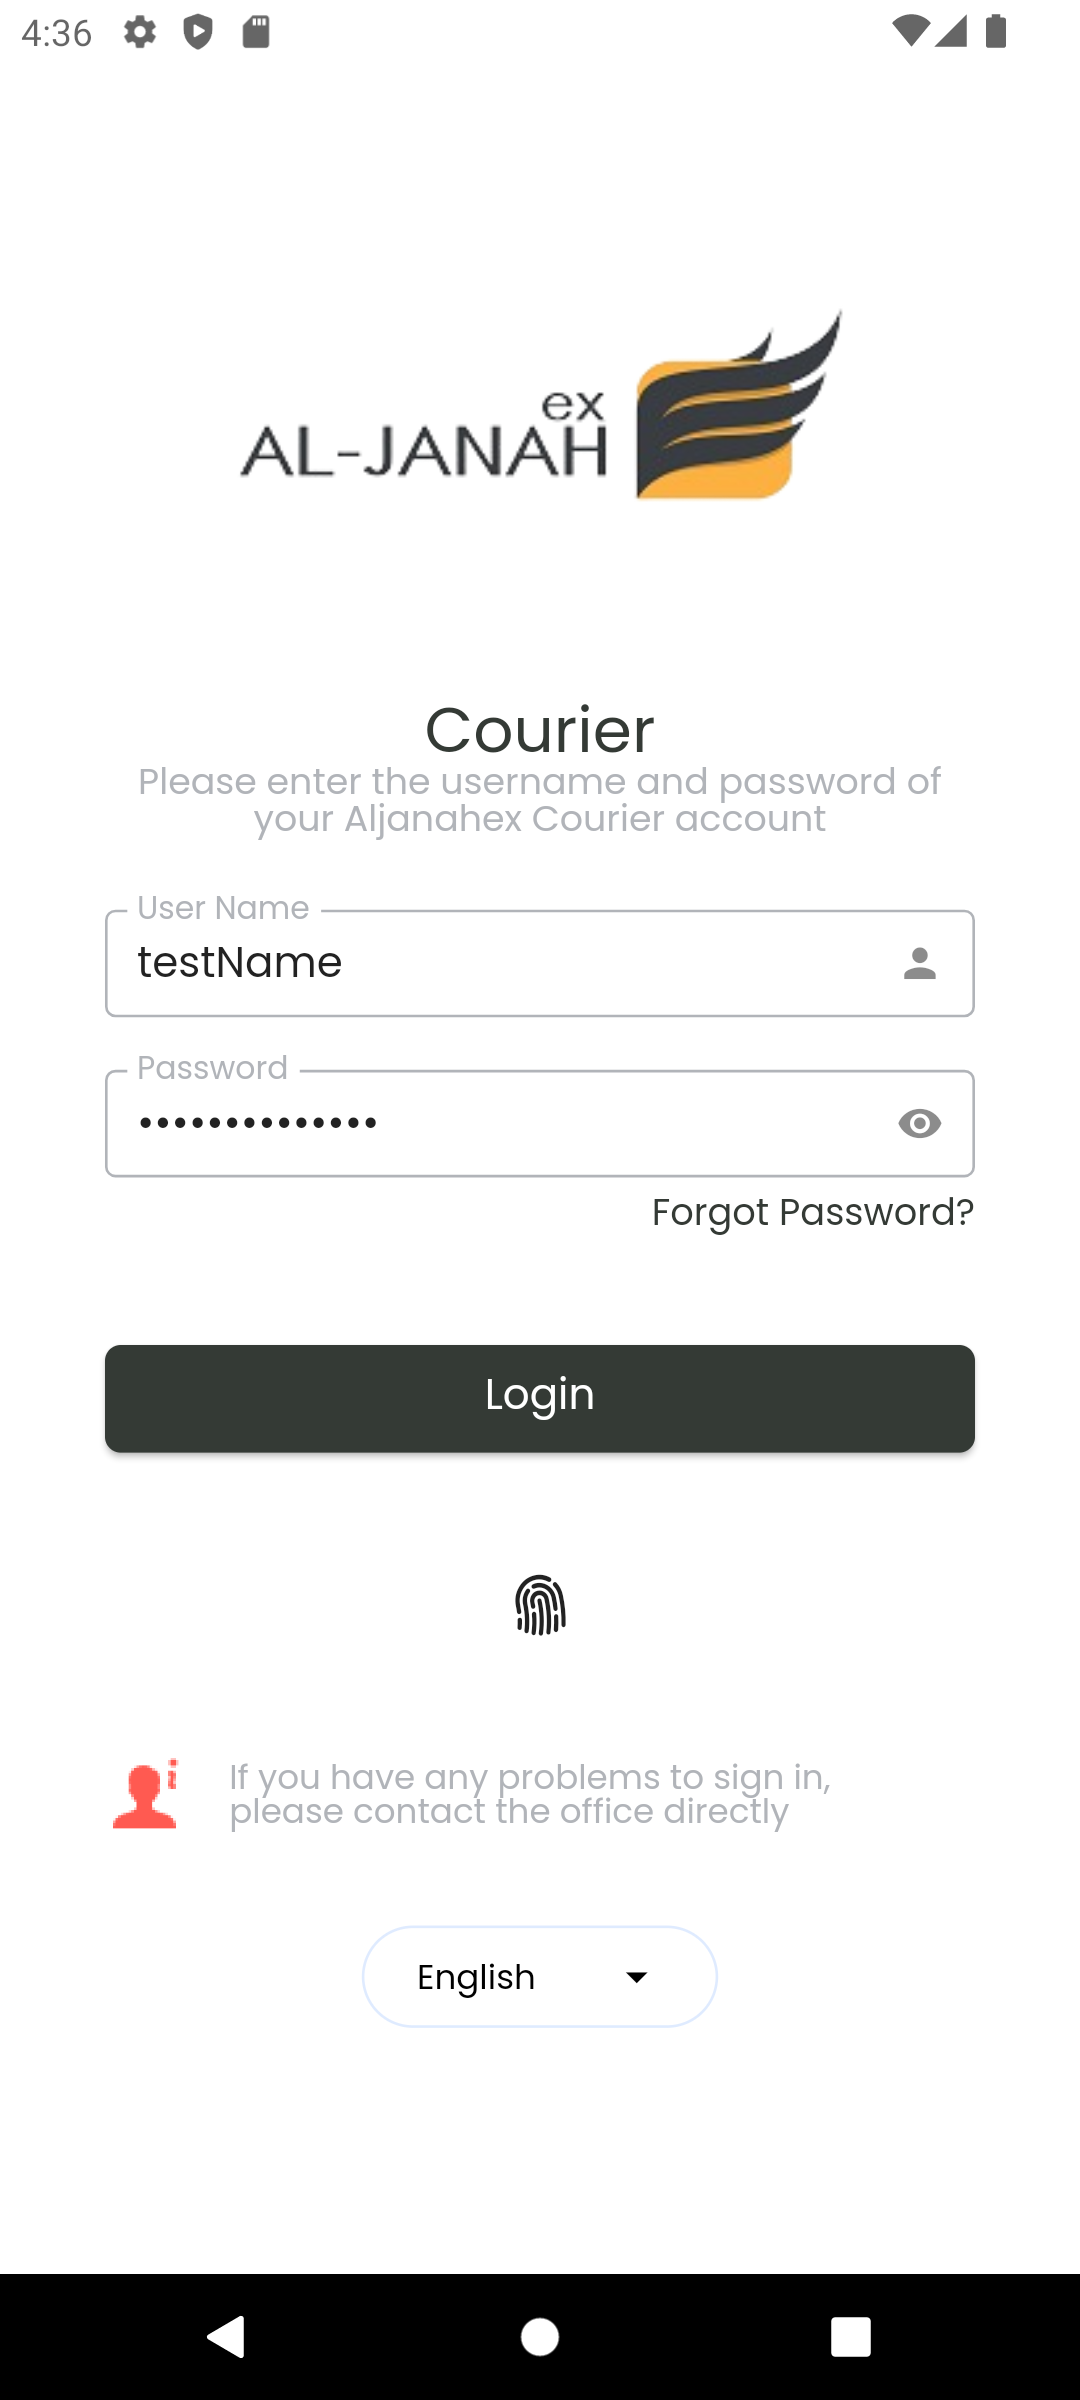 4:36
ex
AL-JANAH
Courier
Please enter the username and password of
your Aljanahex Courier account
User Name
testName
Password
••••••••••••••
Forgot Password?
Login
If you have any problems to sign in,
please contact the office directly
English